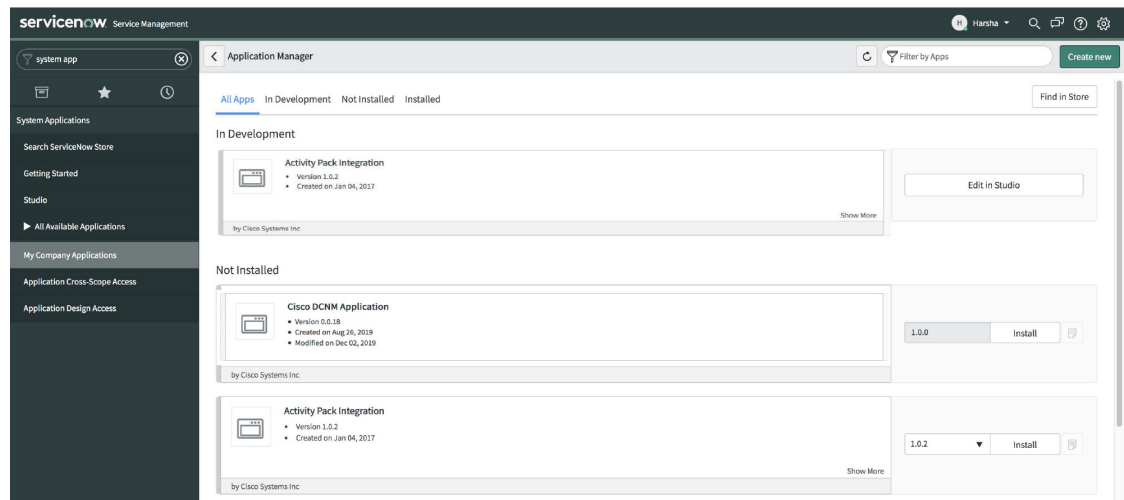 servicenow Service Management
H Harsha
system app
Application Manager
Filter by Apps
Create new
System Applications
Search ServiceNow Store
Getting Started
Studio
All Available Applications
My Company Applications
Application Cross-Scope Access
Application Design Access
All Apps In Development Not Installed Installed
Find in Store
In Development
Activity Pack Integration
• Version 1.0.2
• Created on Jan 04, 2017
Show More
by Cisco Systems Inc
Edit in Studio
Not Installed
Cisco DCNM Application
• Version 0.0.18
• Created on Aug 26, 2019
• Modified on Dec 02, 2019
by Cisco Systems Inc
1.0.0 Install
Activity Pack Integration
• Version 1.0.2
• Created on Jan 04, 2017
Show More
by Cisco Systems Inc
1.0.2 Install